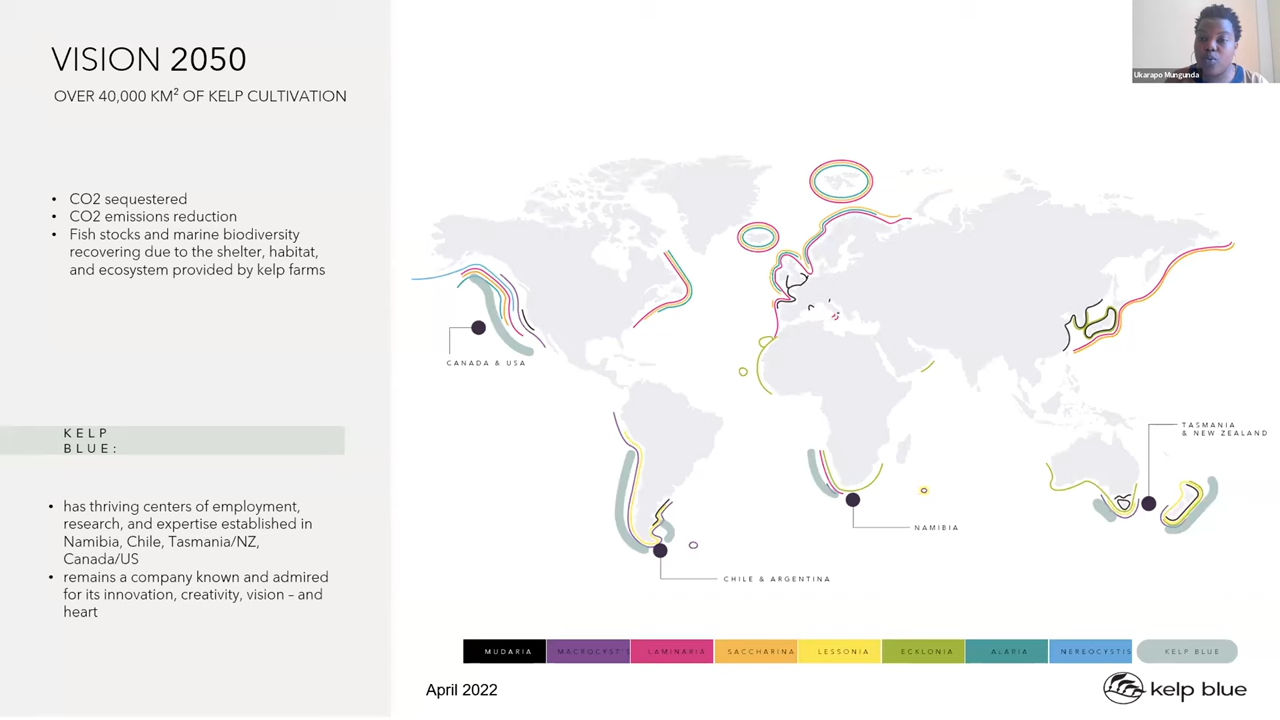 VISION 2050
OVER 40,000 KM² OF KELP CULTIVATION
• CO2 sequestered
• CO2 emissions reduction
• Fish stocks and marine biodiversity
recovering due to the shelter, habitat,
and ecosystem provided by kelp farms
KELP
BLUE:
• has thriving centers of employment,
research, and expertise established in
Namibia, Chile, Tasmania/NZ,
Canada/US
• remains a company known and admired
for its innovation, creativity, vision – and
heart
Ukarapo Mungunda
CANADA & USA
TASMANIA
& NEW ZEALAND
NAMIBIA
CHILE & ARGENTINA
MUDARIA MACROCYSTIS LAMINARIA SACCHARINA LESSONIA ECKLONIA ALARIA NEREOCYSTIS KELP BLUE
April 2022
kelp blue